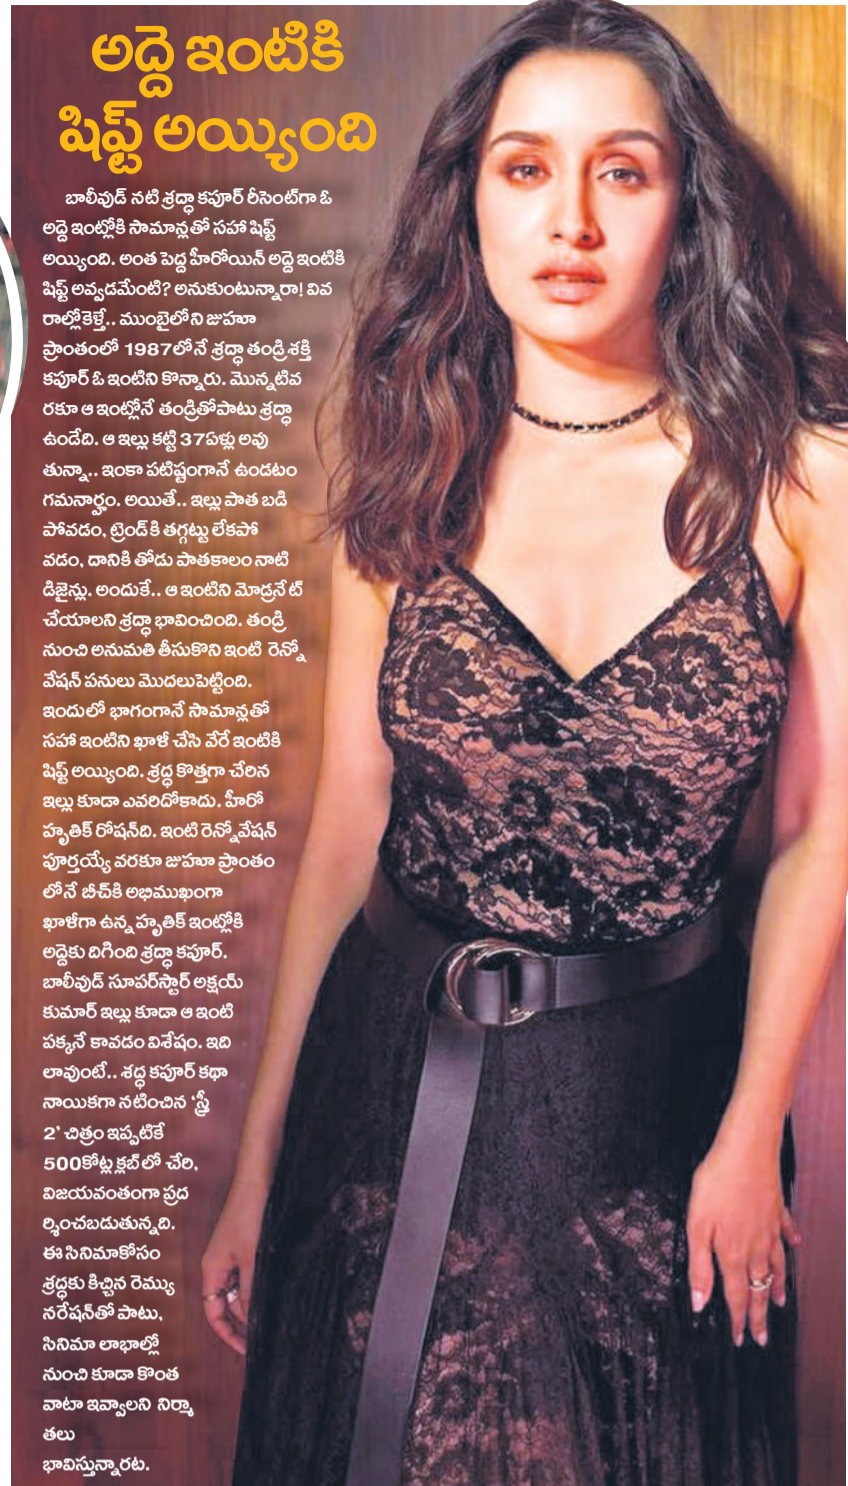 అద్దె ఇంటికి
షిఫ్ట్ అయ్యింది
బాలీవుడ్ నటి శ్రద్ధా కపూర్ రీసెంట్‌గా ఓ
అద్దె ఇంట్లోకి సామాన్లతో సహా షిఫ్ట్
అయ్యింది. అంత పెద్ద హీరోయిన్ అద్దె ఇంటికి
షిఫ్ట్ అవ్వడమేంటి? అనుకుంటున్నారా! వివ
రాల్లోకెళ్తే.. ముంబైలోని జుహూ
ప్రాంతంలో 1987లోనే శ్రద్ధా తండ్రి శక్తి
కపూర్ ఓ ఇంటిని కొన్నారు. మొన్నటివ
రకూ ఆ ఇంట్లోనే తండ్రితోపాటు శ్రద్ధా
ఉండేది. ఆ ఇల్లు కట్టి 37ఏళ్లు అవు
తున్నా.. ఇంకా పటిష్టంగానే ఉండటం
గమనార్హం. అయితే.. ఇల్లు పాత బడి
పోవడం, ట్రెండ్‌కి తగ్గట్టు లేకపో
వడం, దానికి తోడు పాతకాలం నాటి
డిజైన్లు. అందుకే.. ఆ ఇంటిని మోడ్రనేట్
చేయాలని శ్రద్ధా భావించింది. తండ్రి
నుంచి అనుమతి తీసుకొని ఇంటి రెన్నో
వేషన్ పనులు మొదలుపెట్టింది.
ఇందులో భాగంగానే సామాన్లతో
సహా ఇంటిని ఖాళీ చేసి వేరే ఇంటికి
షిఫ్ట్ అయ్యింది. శ్రద్ధ కొత్తగా చేరిన
ఇల్లు కూడా ఎవరిదోకాదు. హీరో
హృతిక్ రోషన్‌ది. ఇంటి రెన్నోవేషన్
పూర్తయ్యే వరకూ జుహూ ప్రాంతం
లోనే బీచ్‌కి అభిముఖంగా
ఖాళీగా ఉన్న హృతిక్ ఇంట్లోకి
అద్దెకు దిగింది శ్రద్ధా కపూర్.
బాలీవుడ్ సూపర్‌స్టార్ అక్షయ్
కుమార్ ఇల్లు కూడా ఆ ఇంటి
పక్కనే కావడం విశేషం. ఇది
లావుంటే.. శద్ధ కపూర్ కథా
నాయికగా నటించిన ‘స్త్రీ
2’ చిత్రం ఇప్పటికే
500కోట్ల క్లబ్‌లో చేరి,
విజయవంతంగా ప్రద
ర్శించబడుతున్నది.
ఈ సినిమాకోసం
శ్రద్ధకు కిచ్చిన రెమ్యు
నరేషన్‌తో పాటు,
సినిమా లాభాల్లో
నుంచి కూడా కొంత
వాటా ఇవ్వాలని నిర్మా
తలు
భావిస్తున్నారట.